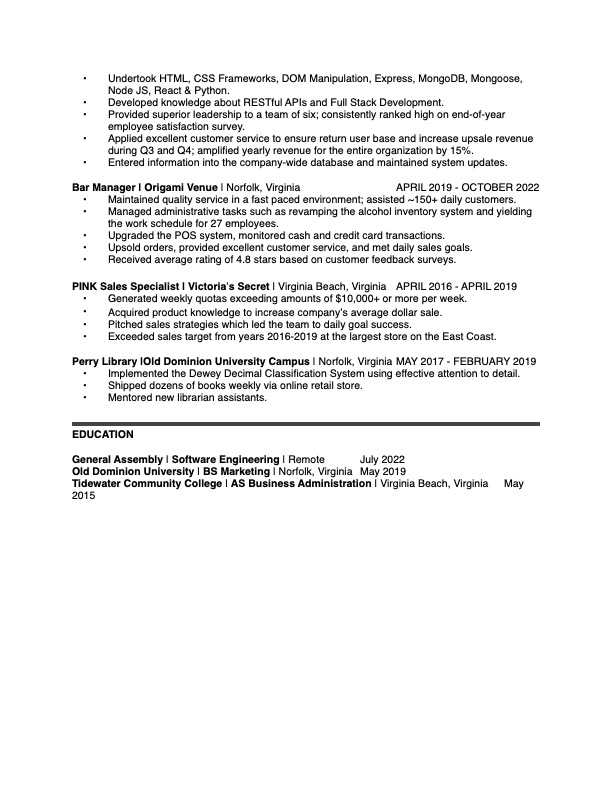 • Undertook HTML, CSS Frameworks, DOM Manipulation, Express, MongoDB, Mongoose,
Node JS, React & Python.
• Developed knowledge about RESTful APIs and Full Stack Development.
• Provided superior leadership to a team of six; consistently ranked high on end-of-year
employee satisfaction survey.
• Applied excellent customer service to ensure return user base and increase upsale revenue
during Q3 and Q4; amplified yearly revenue for the entire organization by 15%.
• Entered information into the company-wide database and maintained system updates.
Bar Manager | Origami Venue | Norfolk, Virginia APRIL 2019 - OCTOBER 2022
• Maintained quality service in a fast paced environment; assisted ~150+ daily customers.
• Managed administrative tasks such as revamping the alcohol inventory system and yielding
the work schedule for 27 employees.
• Upgraded the POS system, monitored cash and credit card transactions.
• Upsold orders, provided excellent customer service, and met daily sales goals.
• Received average rating of 4.8 stars based on customer feedback surveys.
PINK Sales Specialist | Victoria's Secret | Virginia Beach, Virginia APRIL 2016 - APRIL 2019
• Generated weekly quotas exceeding amounts of $10,000+ or more per week.
• Acquired product knowledge to increase company's average dollar sale.
• Pitched sales strategies which led the team to daily goal success.
• Exceeded sales target from years 2016-2019 at the largest store on the East Coast.
Perry Library |Old Dominion University Campus | Norfolk, Virginia MAY 2017 - FEBRUARY 2019
• Implemented the Dewey Decimal Classification System using effective attention to detail.
• Shipped dozens of books weekly via online retail store.
• Mentored new librarian assistants.
EDUCATION
General Assembly | Software Engineering | Remote July 2022
Old Dominion University | BS Marketing | Norfolk, Virginia May 2019
Tidewater Community College | AS Business Administration | Virginia Beach, Virginia May
2015